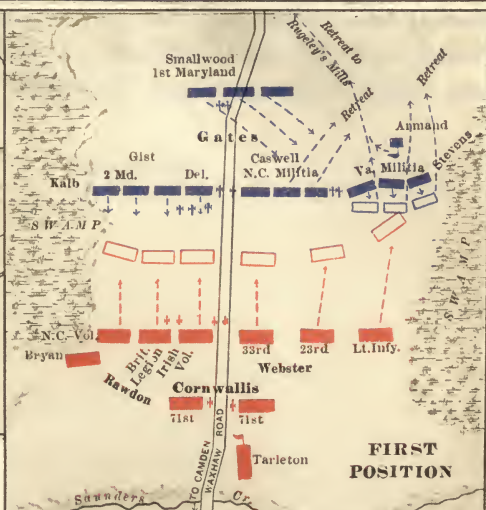 Smallwood
1st Maryland
Retreat to
Rugeley's Mills
Retreat
Retreat
Gates
Armand
Gist
Caswell
Va. Militia
Stevens
Kalb
2 Md.
Del.
N.C. Militia
SWAMP
SWAMP
N.C.-Vol.
Brit.
Legion
Irish
Vol.
33rd
23rd
Lt. Infy.
Bryan
Rawdon
Webster
Cornwallis
71st
71st
TO CAMDEN
WAXHAW ROAD
Tarleton
FIRST
POSITION
Saunders Cr.